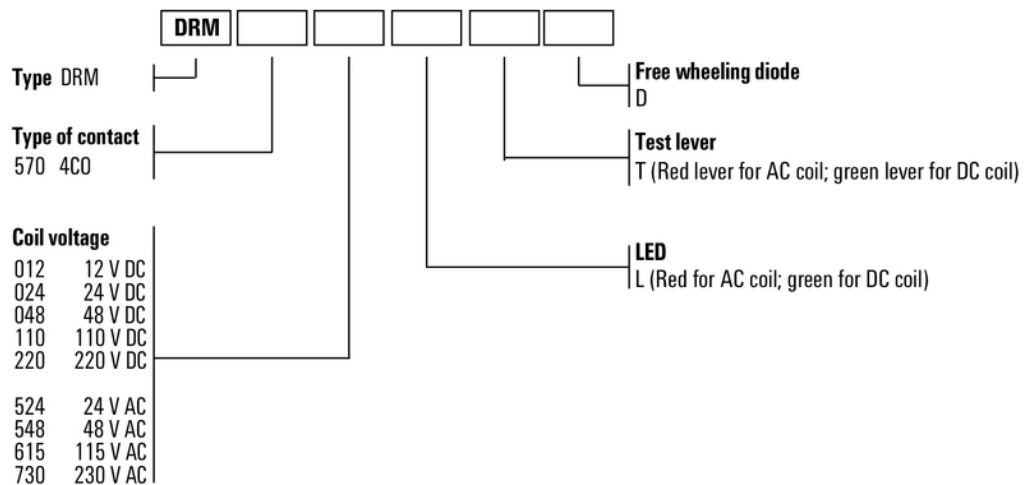 DRM
Type DRM
Type of contact
570 4CO
Coil voltage
012 12 V DC
024 24 V DC
048 48 V DC
110 110 V DC
220 220 V DC
524 24 V AC
548 48 V AC
615 115 V AC
730 230 V AC
Free wheeling diode
D
Test lever
T (Red lever for AC coil; green lever for DC coil)
LED
L (Red for AC coil; green for DC coil)